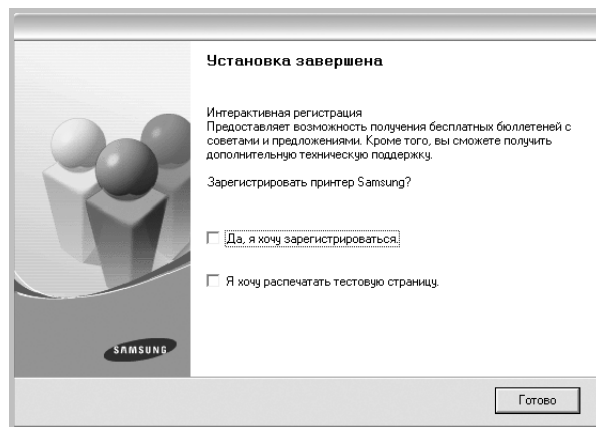 Установка завершена
Интерактивная регистрация
Предоставляет возможность получения бесплатных бюллетеней с
советами и предложениями. Кроме того, вы сможете получить
дополнительную техническую поддержку.
Зарегистрировать принтер Samsung?
Да, я хочу зарегистрироваться.
Я хочу распечатать тестовую страницу.
SAMSUNG
Готово